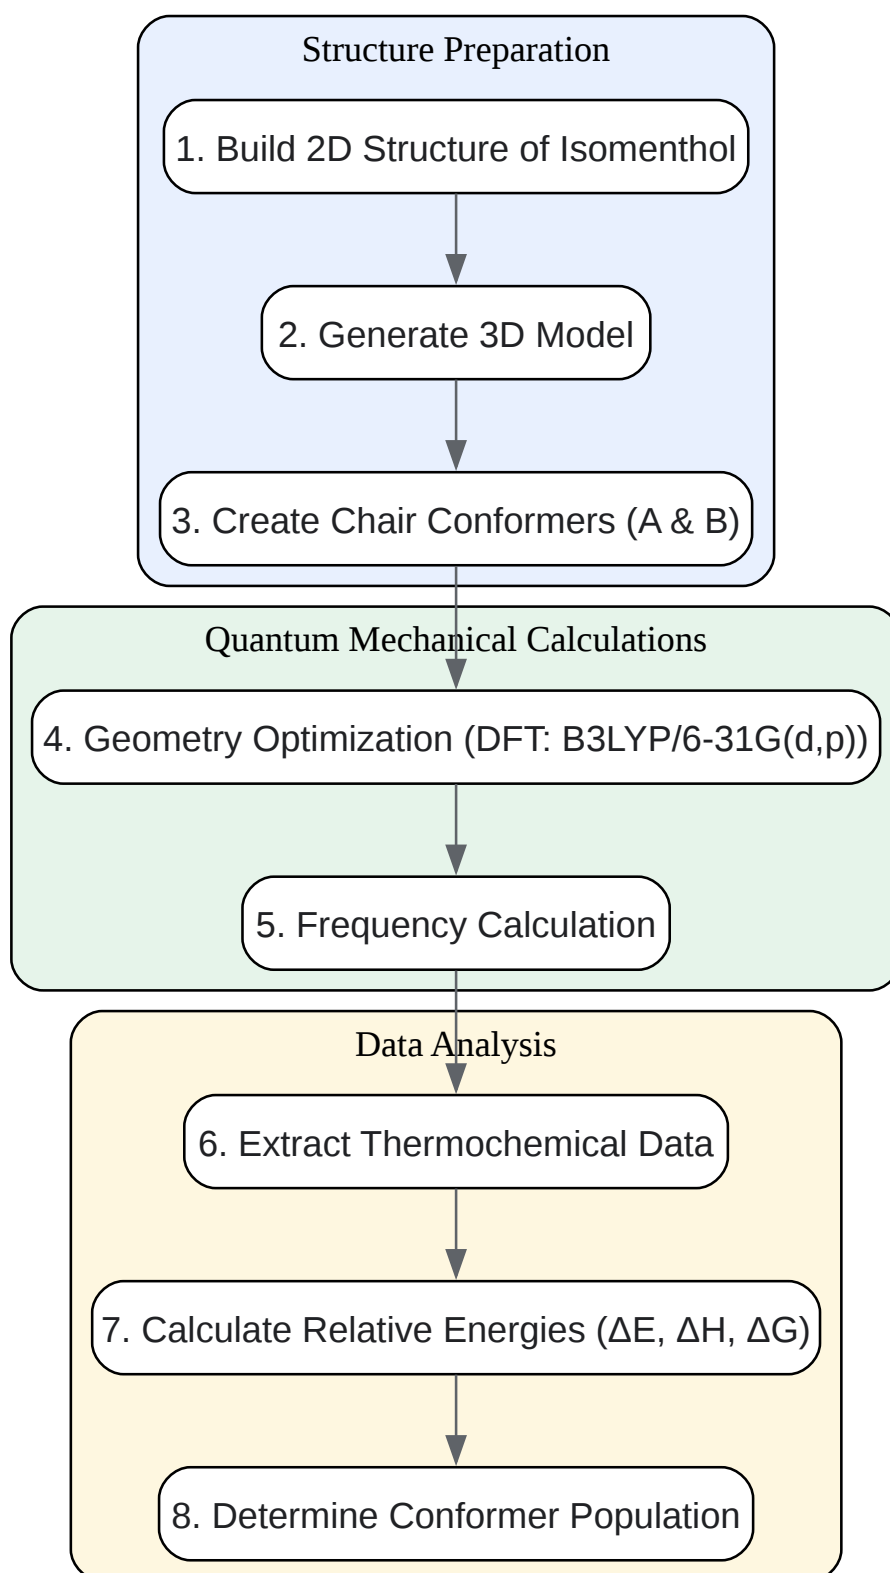 Structure Preparation
1. Build 2D Structure of Isomenthol
2. Generate 3D Model
3. Create Chair Conformers (A & B)
Quantum Mechanical Calculations
4. Geometry Optimization (DFT: B3LYP/6-31G(d,p))
5. Frequency Calculation
Data Analysis
6. Extract Thermochemical Data
7. Calculate Relative Energies (ΔE, ΔH, ΔG)
8. Determine Conformer Population